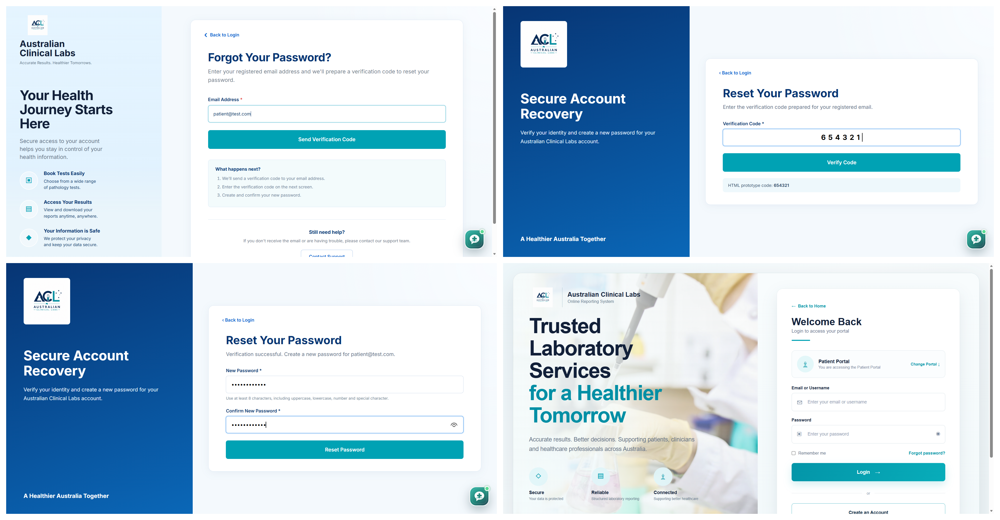 ACL
AUSTRALIAN
CLINICAL LABS
Australian
Clinical Labs
Accurate Results. Healthier Tomorrows.
Your Health
Journey Starts
Here
Secure access to your account
helps you stay in control of your
health information.
Book Tests Easily
Choose from a wide range
of pathology tests.
Access Your Results
View and download your
reports anytime, anywhere.
Your Information is Safe
We protect your privacy
and keep your data secure.
‹ Back to Login
Forgot Your Password?
Enter your registered email address and we'll prepare a verification code to reset your
password.
Email Address *
patient@test.com
Send Verification Code
What happens next?
1. We'll send a verification code to your email address.
2. Enter the verification code on the next screen.
3. Create and confirm your new password.
Still need help?
If you don't receive the email or are having trouble, please contact our support team.
Contact Support
ACL
AUSTRALIAN
CLINICAL LABS
Secure Account
Recovery
Verify your identity and create a new password for your
Australian Clinical Labs account.
A Healthier Australia Together
‹ Back to Login
Reset Your Password
Enter the verification code prepared for your registered email.
Verification Code *
654321
Verify Code
HTML prototype code: 654321
ACL
AUSTRALIAN
CLINICAL LABS
Secure Account
Recovery
Verify your identity and create a new password for your
Australian Clinical Labs account.
A Healthier Australia Together
‹ Back to Login
Reset Your Password
Verification successful. Create a new password for patient@test.com.
New Password *
••••••••••••
Use at least 8 characters, including uppercase, lowercase, number and special character.
Confirm New Password *
••••••••••••
Reset Password
ACL
AUSTRALIAN
CLINICAL LABS
Australian Clinical Labs
Online Reporting System
Trusted
Laboratory
Services
for a Healthier
Tomorrow
Accurate results. Better decisions. Supporting patients, clinicians
and healthcare professionals across Australia.
Secure
Your data is protected
Reliable
Structured laboratory reporting
Connected
Supporting better healthcare
← Back to Home
Welcome Back
Login to access your portal
Patient Portal
You are accessing the Patient Portal
Change Portal ↓
Email or Username
Enter your email or username
Password
Enter your password
Remember me
Forgot password?
Login →
or
Create an Account